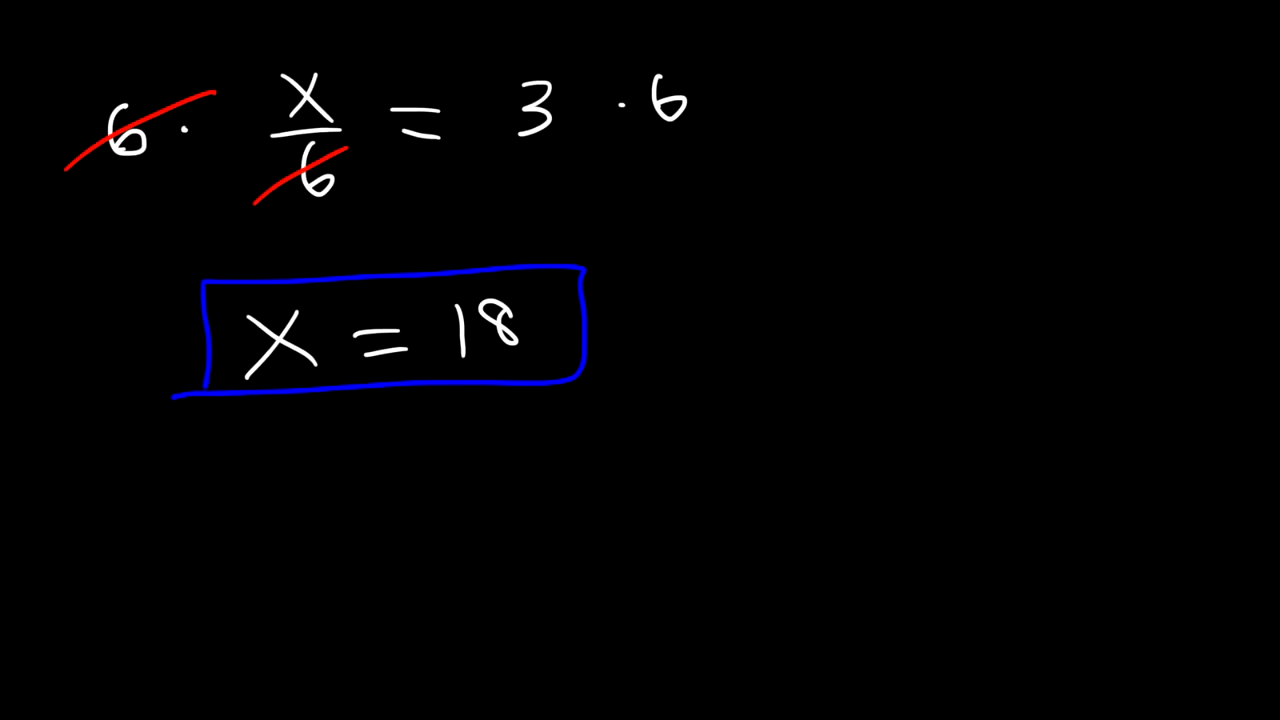 6 · x/6 = 3 · 6
x = 18